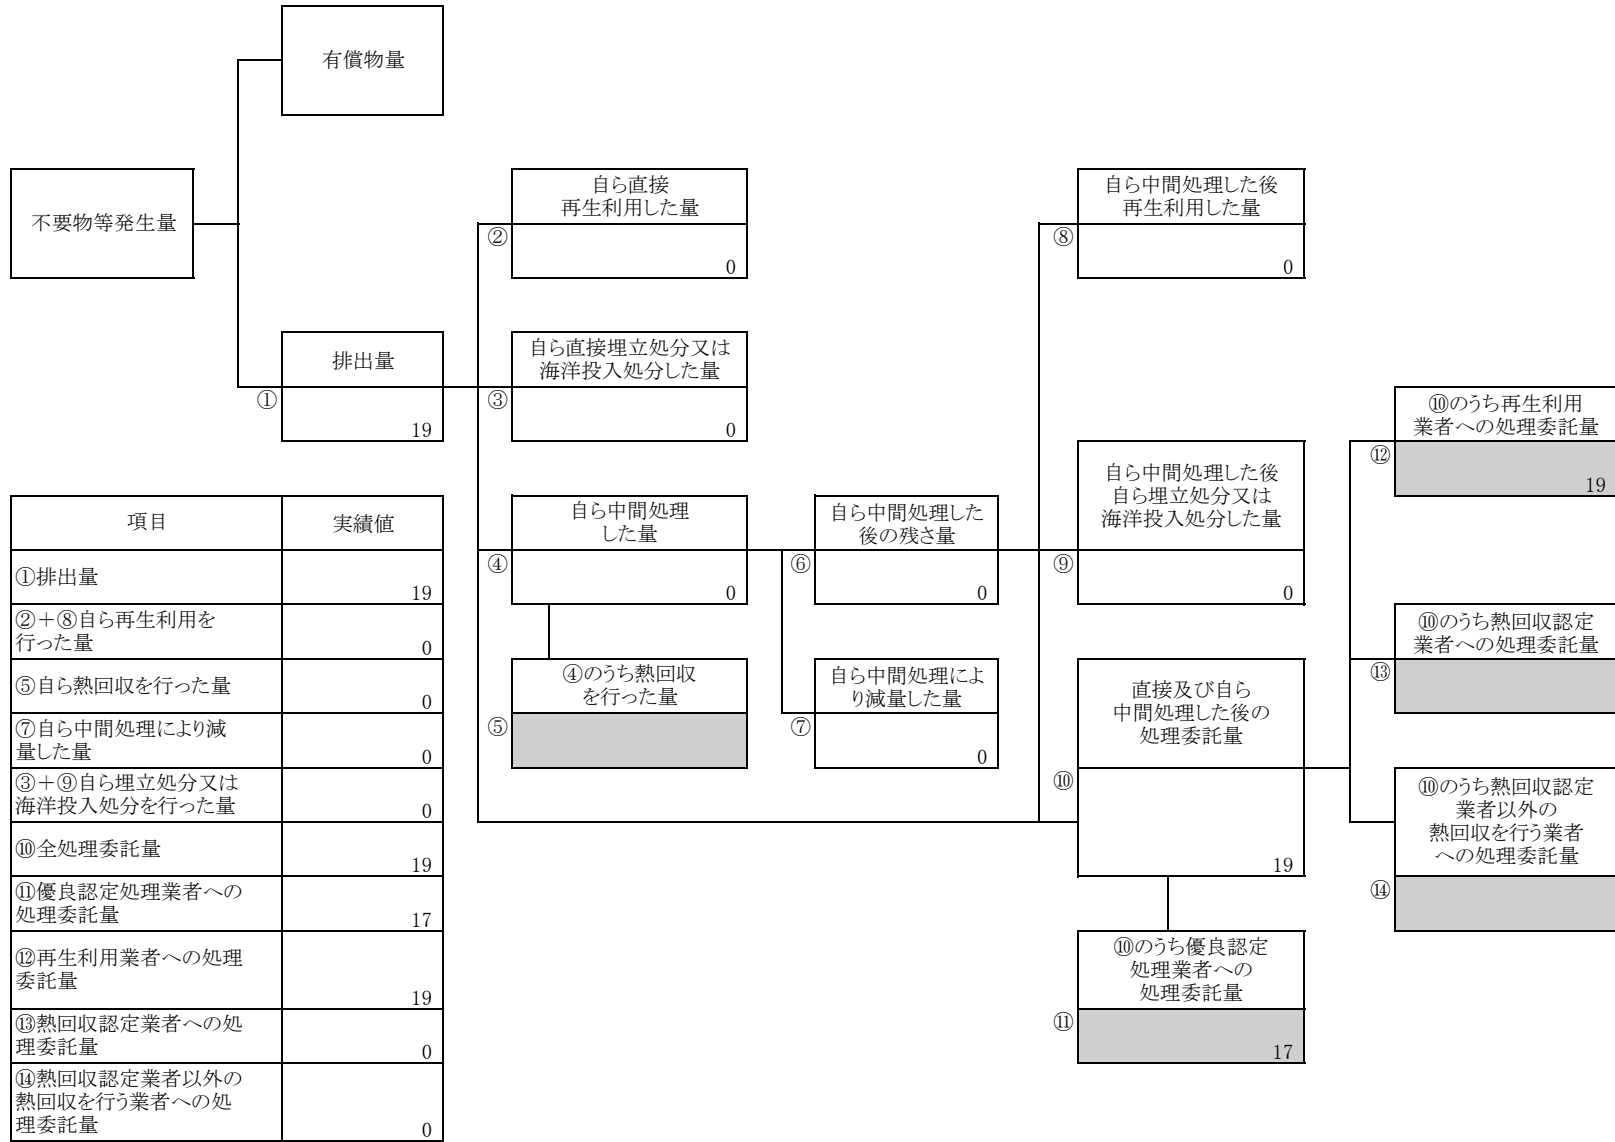 有償物量
不要物等発生量
自ら直接
再生利用した量
②
0
自ら中間処理した後
再生利用した量
⑧
0
排出量
①
19
自ら直接埋立処分又は
海洋投入処分した量
③
0
⑩のうち再生利用
業者への処理委託量
⑫
19
自ら中間処理
した量
④
0
自ら中間処理した
後の残さ量
⑥
0
自ら中間処理した後
自ら埋立処分又は
海洋投入処分した量
⑨
0
⑩のうち熱回収認定
業者への処理委託量
⑬
④のうち熱回収
を行った量
⑤
自ら中間処理によ
り減量した量
⑦
0
直接及び自ら
中間処理した後の
処理委託量
⑩
19
⑩のうち熱回収認定
業者以外の
熱回収を行う業者
への処理委託量
⑭
⑩のうち優良認定
処理業者への
処理委託量
⑪
17
項目
実績値
①排出量
19
②+⑧自ら再生利用を
行った量
0
⑤自ら熱回収を行った量
0
⑦自ら中間処理により減
量した量
0
③+⑨自ら埋立処分又は
海洋投入処分を行った量
0
⑩全処理委託量
19
⑪優良認定処理業者への
処理委託量
17
⑫再生利用業者への処理
委託量
19
⑬熱回収認定業者への処
理委託量
0
⑭熱回収認定業者以外の
熱回収を行う業者への処
理委託量
0